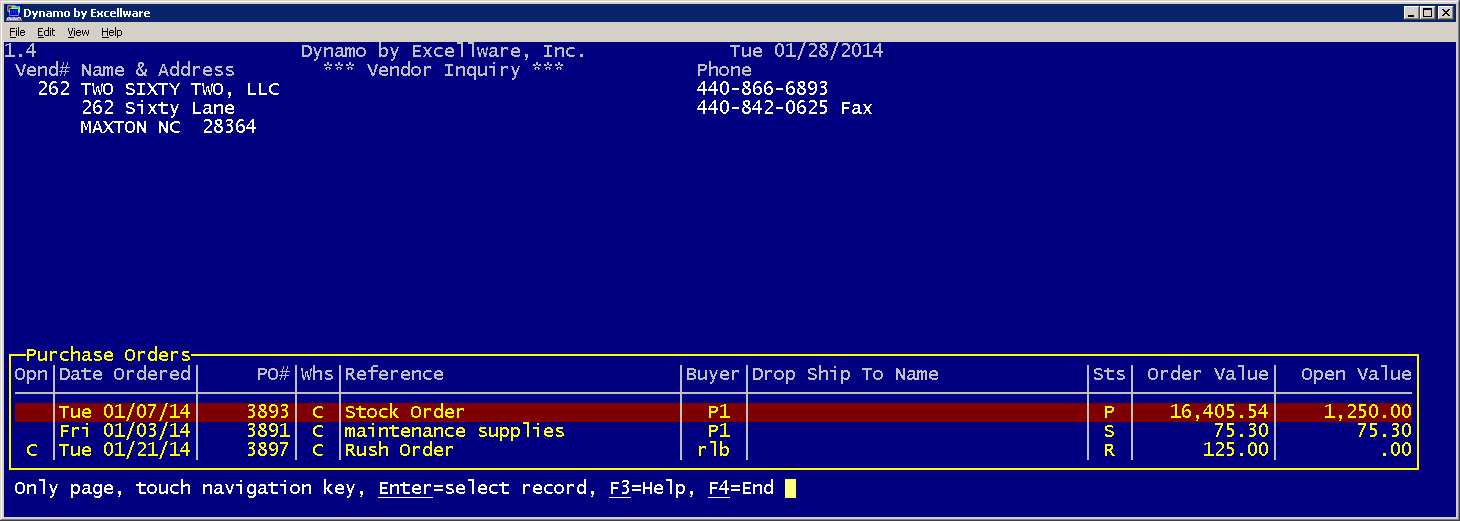 Dynamo by Excellware
File Edit View Help
1.4 Dynamo by Excellware, Inc. Tue 01/28/2014
Vend# Name & Address *** Vendor Inquiry *** Phone
262 TWO SIXTY TWO, LLC 440-866-6893
262 Sixty Lane 440-842-0625 Fax
MAXTON NC 28364
Purchase Orders
Opn|Date Ordered| PO#|Whs|Reference |Buyer|Drop Ship To Name |Sts| Order Value| Open Value
|Tue 01/07/14| 3893| C |Stock Order | P1 | | P | 16,405.54| 1,250.00
|Fri 01/03/14| 3891| C |maintenance supplies | P1 | | S | 75.30| 75.30
C |Tue 01/21/14| 3897| C |Rush Order | rlb | | R | 125.00| .00
Only page, touch navigation key, Enter=select record, F3=Help, F4=End